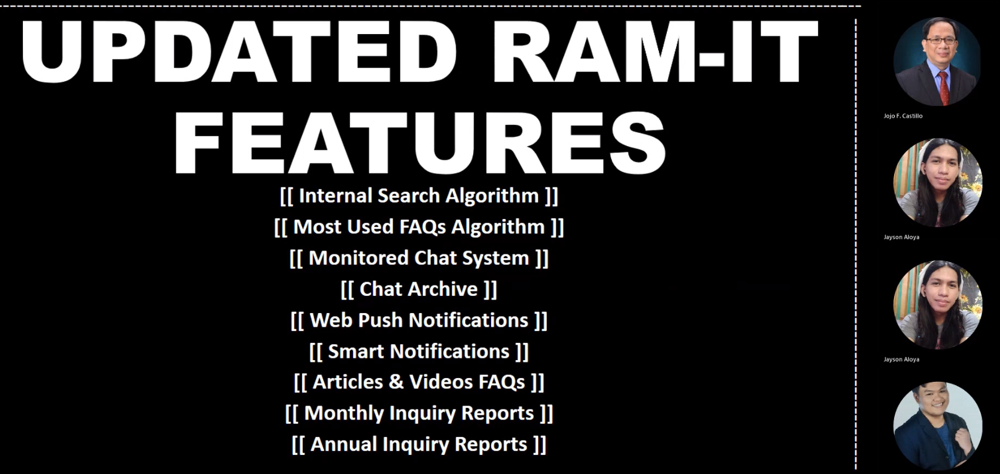 UPDATED RAM-IT
FEATURES
[[ Internal Search Algorithm ]]
[[ Most Used FAQs Algorithm ]]
[[ Monitored Chat System ]]
[[ Chat Archive ]]
[[ Web Push Notifications ]]
[[ Smart Notifications ]]
[[ Articles & Videos FAQs ]]
[[ Monthly Inquiry Reports ]]
[[ Annual Inquiry Reports ]]
Jojo F. Castillo
Jayson Aloya
Jayson Aloya